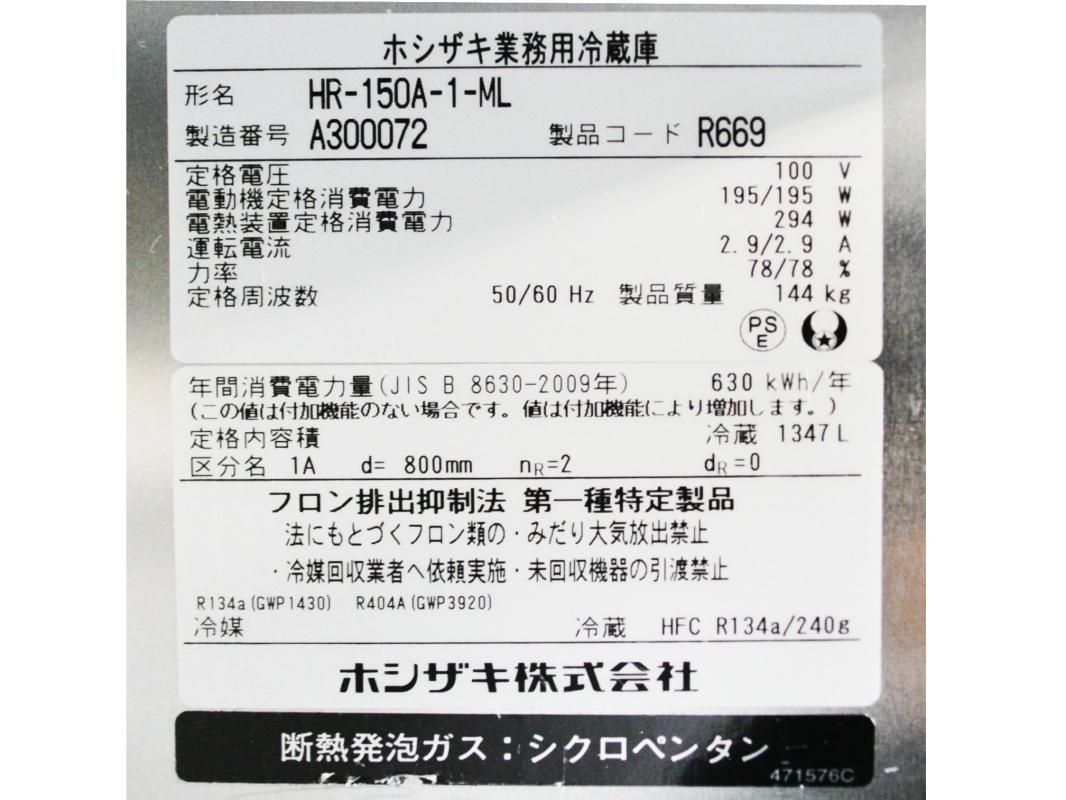 ホシザキ業務用冷蔵庫
形名 HR-150A-1-ML
製造番号 A300072 製品コード R669
定格電圧 100 V
電動機定格消費電力 195/195 W
電熱装置定格消費電力 294 W
運転電流 2.9/2.9 A
力率 78/78 %
定格周波数 50/60 Hz 製品質量 144 kg
PSE
年間消費電力量(JIS B 8630-2009年) 630 kWh/年
(この値は付加機能のない場合です。値は付加機能により増加します。)
定格内容積 冷蔵 1347 L
区分名 1A d= 800mm nR=2 dR=0
フロン排出抑制法 第一種特定製品
法にもとづくフロン類の・みだり大気放出禁止
・冷媒回収業者へ依頼実施・未回収機器の引渡禁止
R134a(GWP1430) R404A(GWP3920)
冷媒 冷蔵 HFC R134a/240g
ホシザキ株式会社
断熱発泡ガス：シクロペンタン
471576C